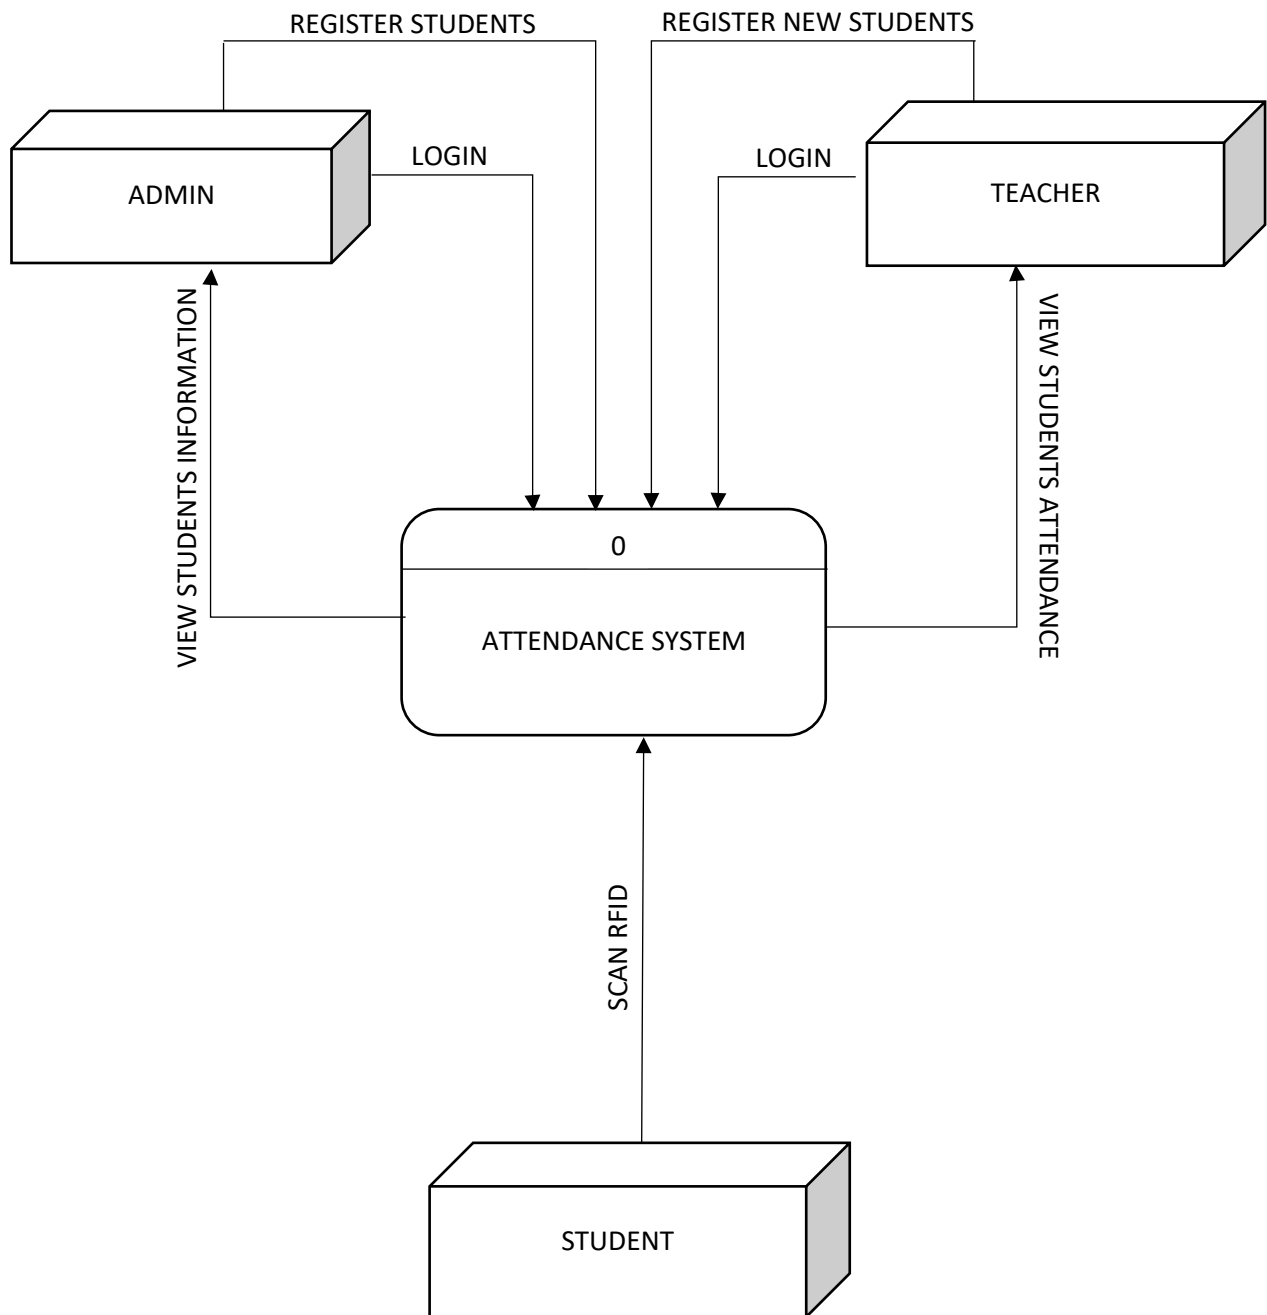 REGISTER STUDENTS
REGISTER NEW STUDENTS
LOGIN
LOGIN
ADMIN
TEACHER
VIEW STUDENTS INFORMATION
VIEW STUDENTS ATTENDANCE
0
ATTENDANCE SYSTEM
SCAN RFID
STUDENT